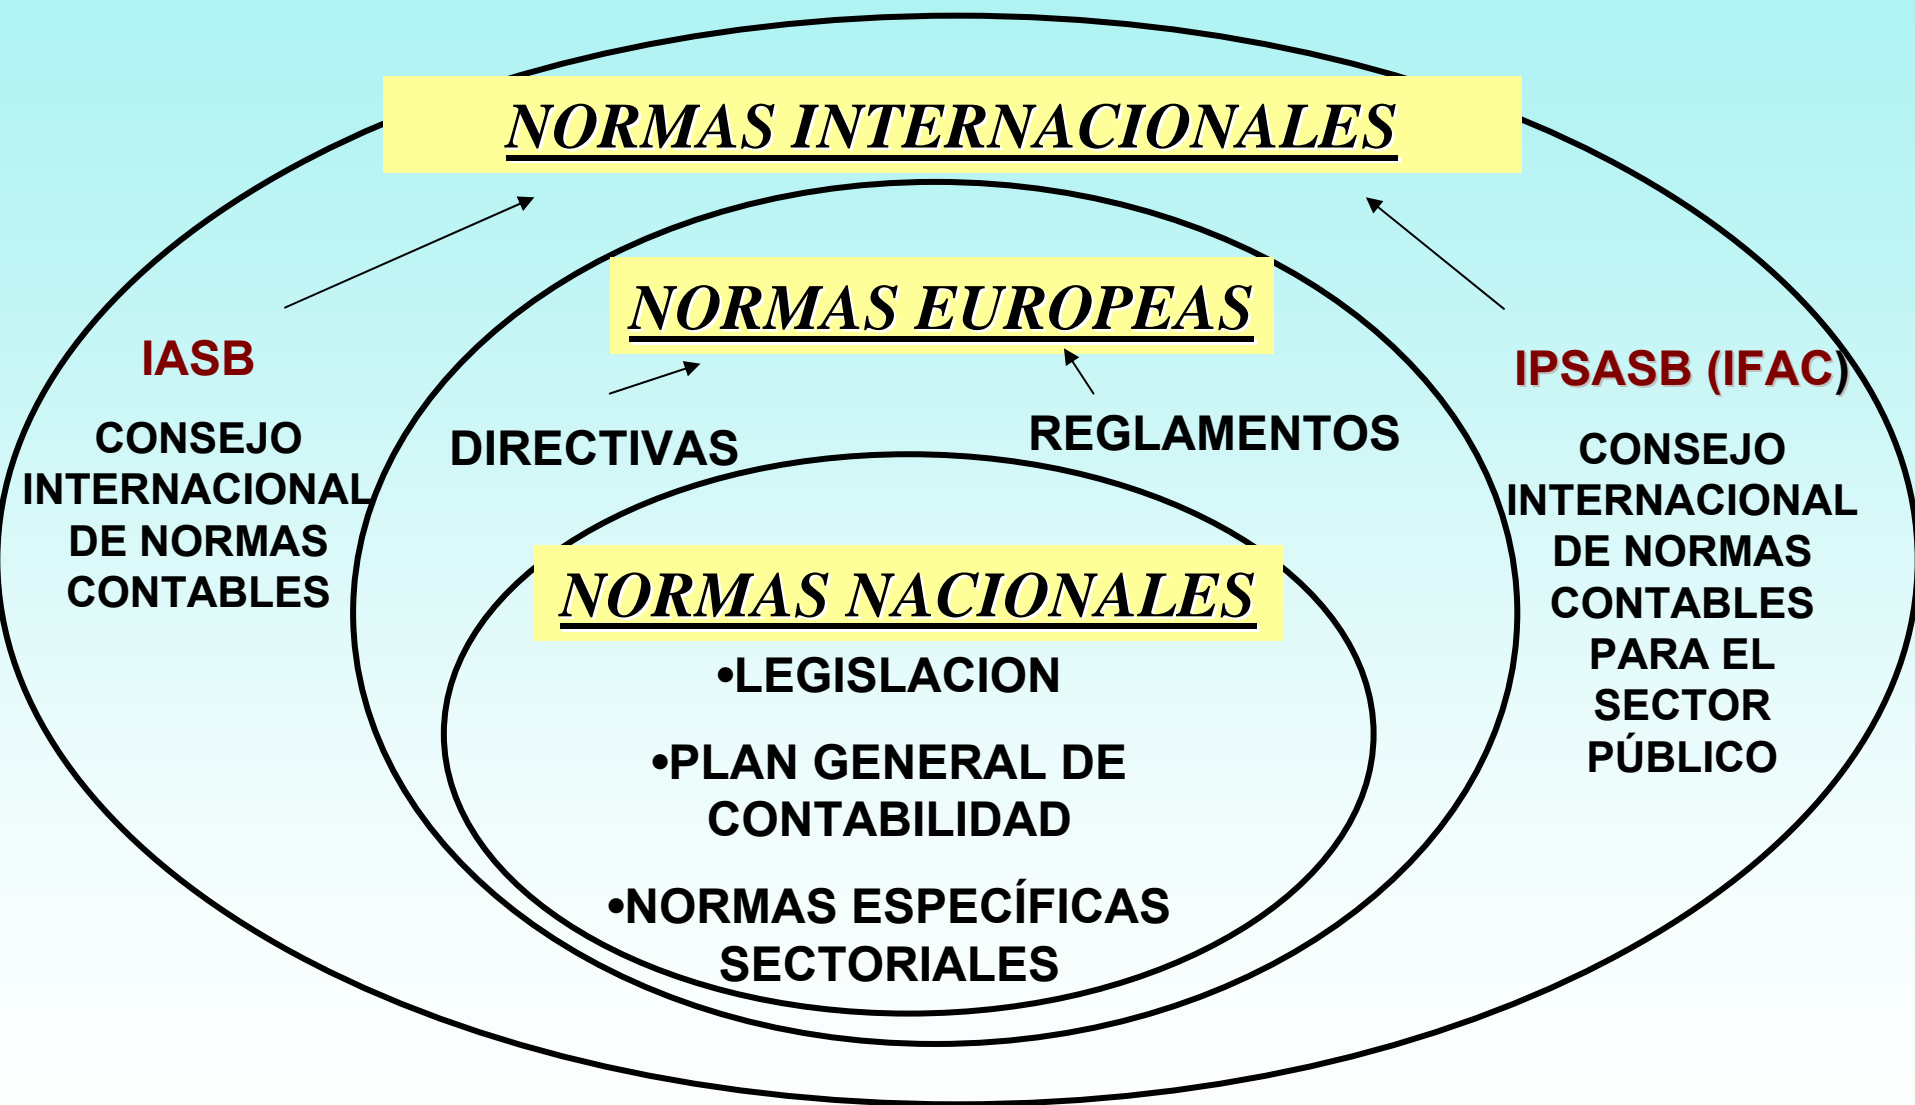 NORMAS INTERNACIONALES
NORMAS EUROPEAS
IASB
CONSEJO
INTERNACIONAL
DE NORMAS
CONTABLES
DIRECTIVAS
REGLAMENTOS
IPSASB (IFAC)
CONSEJO
INTERNACIONAL
DE NORMAS
CONTABLES
PARA EL
SECTOR
PÚBLICO
NORMAS NACIONALES
•LEGISLACION
•PLAN GENERAL DE
CONTABILIDAD
•NORMAS ESPECÍFICAS
SECTORIALES